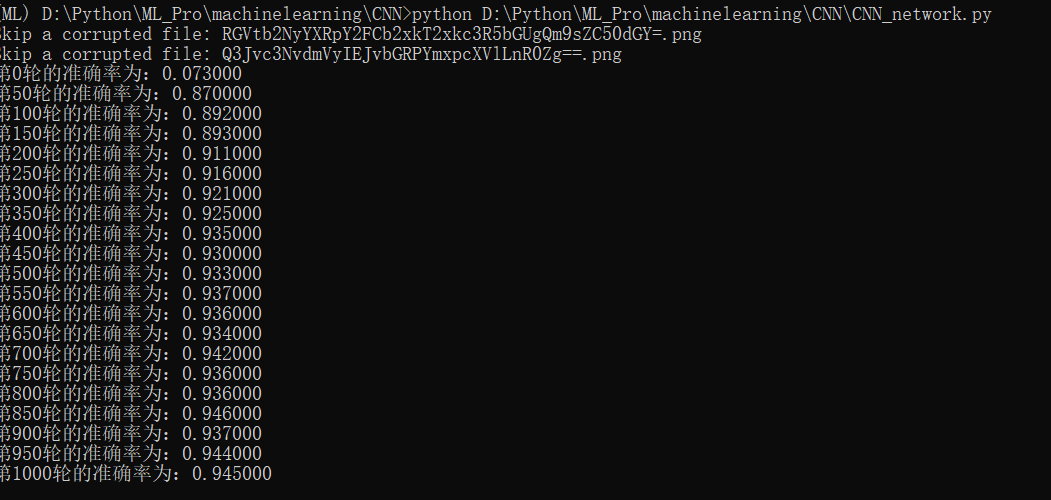 (ML) D:\Python\ML_Pro\machinelearning\CNN>python D:\Python\ML_Pro\machinelearning\CNN\CNN_network.py
Skip a corrupted file: RGVtb2NyYXRpY2FCb2xkT2xkc3R5bGUgQm9sZC50dGY=.png
Skip a corrupted file: Q3Jvc3NvdmVyIEJvbGRPYmxpcXVlLnR0Zg==.png
第0轮的准确率为：0.073000
第50轮的准确率为：0.870000
第100轮的准确率为：0.892000
第150轮的准确率为：0.893000
第200轮的准确率为：0.911000
第250轮的准确率为：0.916000
第300轮的准确率为：0.921000
第350轮的准确率为：0.925000
第400轮的准确率为：0.935000
第450轮的准确率为：0.930000
第500轮的准确率为：0.933000
第550轮的准确率为：0.937000
第600轮的准确率为：0.936000
第650轮的准确率为：0.934000
第700轮的准确率为：0.942000
第750轮的准确率为：0.936000
第800轮的准确率为：0.936000
第850轮的准确率为：0.946000
第900轮的准确率为：0.937000
第950轮的准确率为：0.944000
第1000轮的准确率为：0.945000